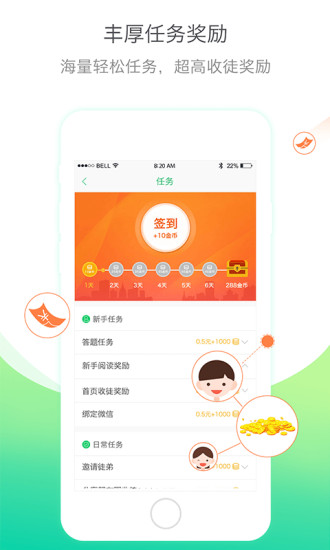 丰厚任务奖励
海量轻松任务，超高收徒奖励
BELL 8:20 AM 22%
任务
签到
+10金币
1天 2天 3天 4天 5天 6天 288金币
新手任务
答题任务 0.5元+1000
新手阅读奖励
首页收徒奖励
绑定微信 0.5元+1000
日常任务
邀请徒弟